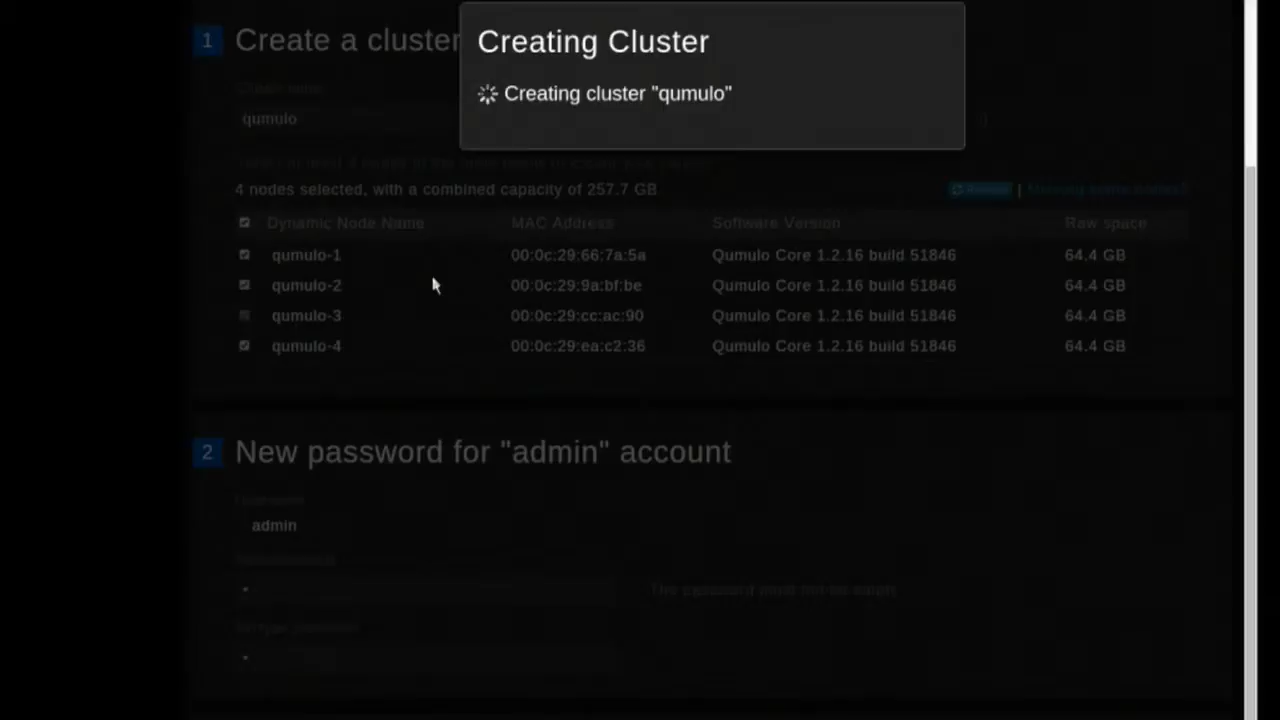 1 Create a cluster
Creating Cluster
Creating cluster "qumulo"
qumulo
4 nodes selected, with a combined capacity of 257.7 GB
Dynamic Node Name MAC Address Software Version Raw space
qumulo-1 00:0c:29:66:7a:5a Qumulo Core 1.2.16 build 51846 64.4 GB
qumulo-2 00:0c:29:9a:bf:be Qumulo Core 1.2.16 build 51846 64.4 GB
qumulo-3 00:0c:29:cc:ac:90 Qumulo Core 1.2.16 build 51846 64.4 GB
qumulo-4 00:0c:29:ea:c2:36 Qumulo Core 1.2.16 build 51846 64.4 GB
2 New password for "admin" account
admin